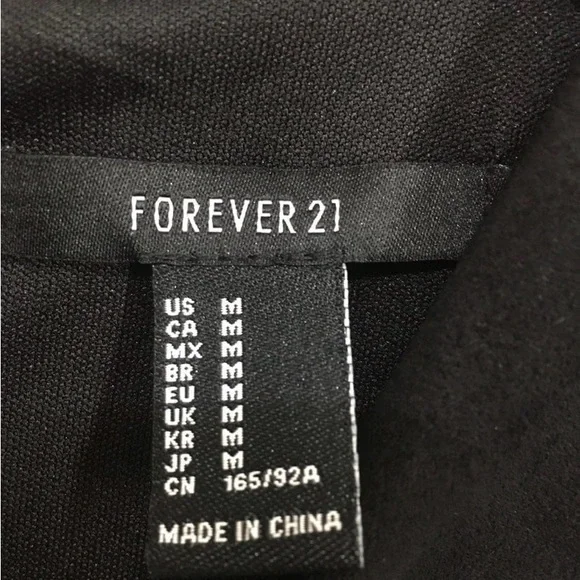 FOREVER 21
US M
CA M
MX M
BR M
EU M
UK M
KR M
JP M
CN 165/92A
MADE IN CHINA